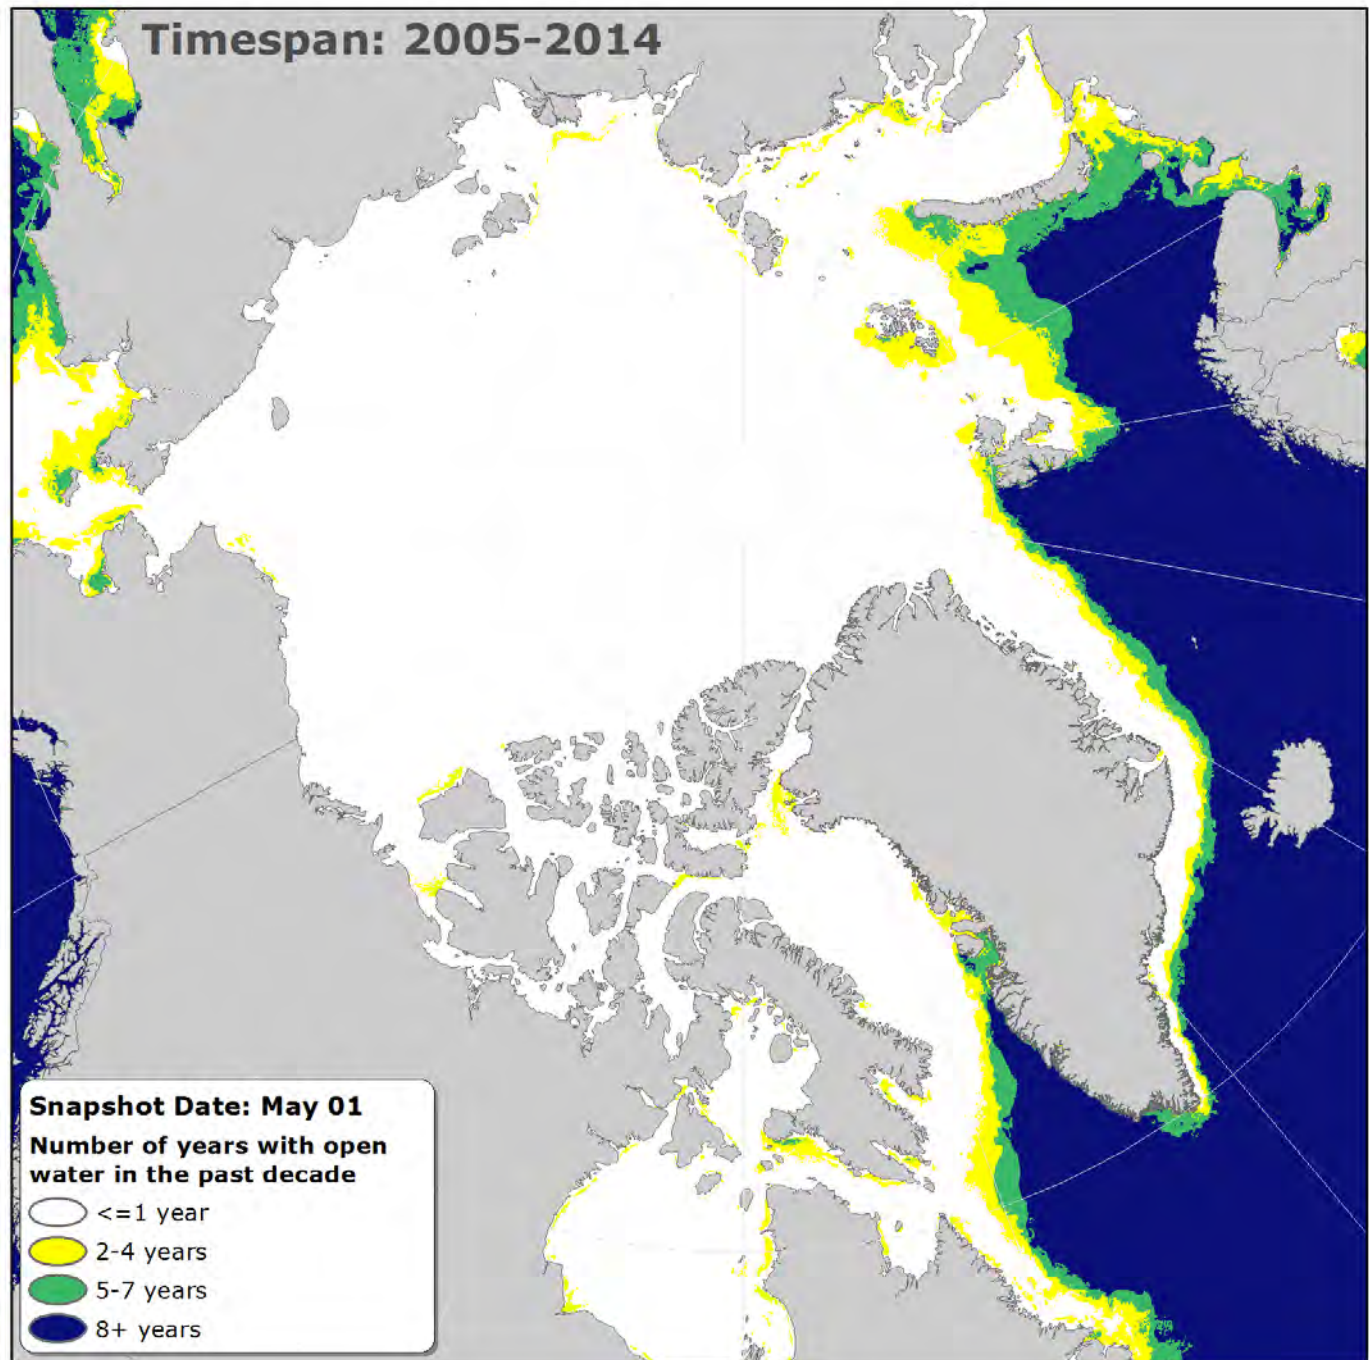 Timespan: 2005-2014
Snapshot Date: May 01
Number of years with open
water in the past decade
<=1 year
2-4 years
5-7 years
8+ years